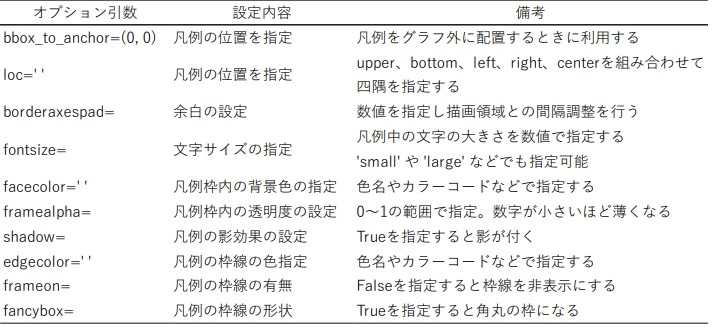 オプション引数 設定内容 備考
bbox_to_anchor=(0, 0) 凡例の位置を指定 凡例をグラフ外に配置するときに利用する
loc=' ' 凡例の位置を指定 upper、bottom、left、right、centerを組み合わせて
四隅を指定する
borderaxespad= 余白の設定 数値を指定し描画領域との間隔調整を行う
fontsize= 文字サイズの指定 凡例中の文字の大きさを数値で指定する
'small' や 'large' などでも指定可能
facecolor=' ' 凡例枠内の背景色の指定 色名やカラーコードなどで指定する
framealpha= 凡例枠内の透明度の設定 0～1の範囲で指定。数字が小さいほど薄くなる
shadow= 凡例の影効果の設定 Trueを指定すると影が付く
edgecolor=' ' 凡例の枠線の色指定 色名やカラーコードなどで指定する
frameon= 凡例の枠線の有無 Falseを指定すると枠線を非表示にする
fancybox= 凡例の枠線の形状 Trueを指定すると角丸の枠になる